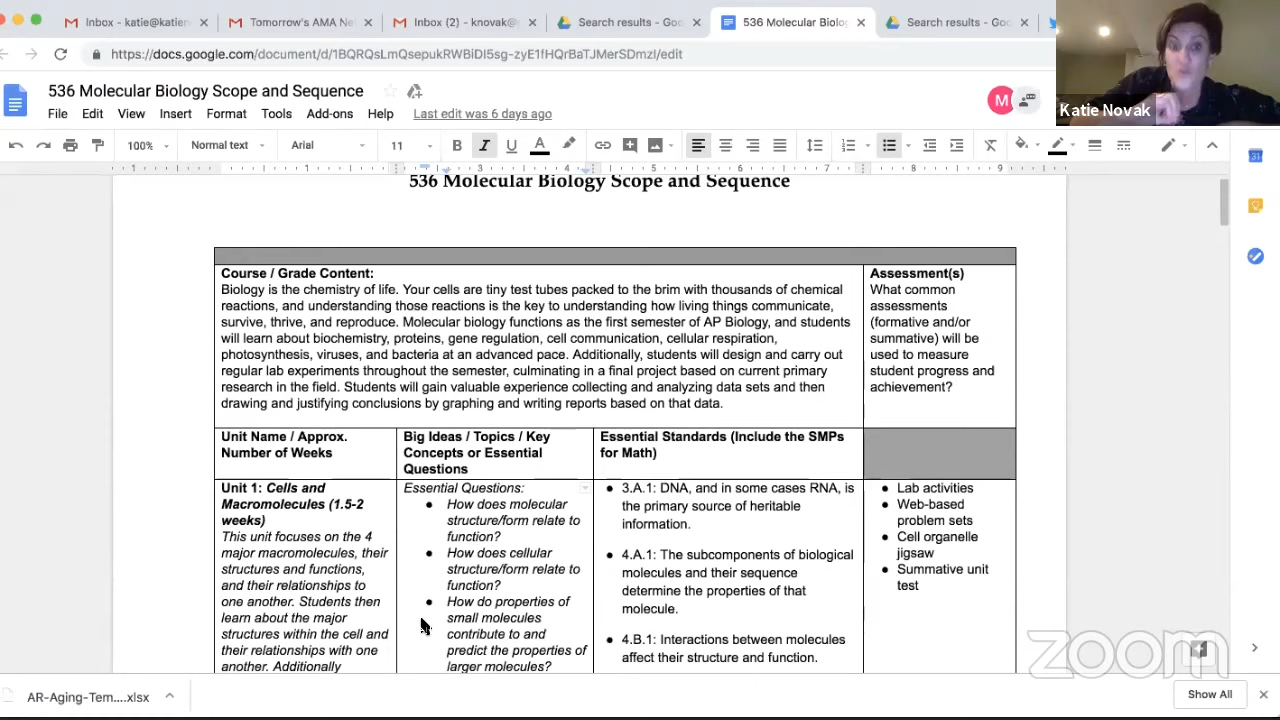 Inbox - katie@katien
Tomorrow's AMA Ne
Inbox (2) - knovak@g
Search results - Goo
536 Molecular Biolog
Search results - Goo
https://docs.google.com/document/d/1BQRQsLmQsepukRWBiDI5sg-zyE1fHQrBaTJMerSDmzI/edit
Katie Novak
536 Molecular Biology Scope and Sequence
File Edit View Insert Format Tools Add-ons Help Last edit was 6 days ago
M
100% Normal text Arial 11 B I U A
1 1 2 3 4 5 6 7 8 9
31
536 Molecular Biology Scope and Sequence
Course / Grade Content:
Biology is the chemistry of life. Your cells are tiny test tubes packed to the brim with thousands of chemical
reactions, and understanding those reactions is the key to understanding how living things communicate,
survive, thrive, and reproduce. Molecular biology functions as the first semester of AP Biology, and students
will learn about biochemistry, proteins, gene regulation, cell communication, cellular respiration,
photosynthesis, viruses, and bacteria at an advanced pace. Additionally, students will design and carry out
regular lab experiments throughout the semester, culminating in a final project based on current primary
research in the field. Students will gain valuable experience collecting and analyzing data sets and then
drawing and justifying conclusions by graphing and writing reports based on that data.
Assessment(s)
What common
assessments
(formative and/or
summative) will be
used to measure
student progress and
achievement?
Unit Name / Approx.
Number of Weeks
Big Ideas / Topics / Key
Concepts or Essential
Questions
Essential Standards (Include the SMPs
for Math)
Unit 1: Cells and
Macromolecules (1.5-2
weeks)
This unit focuses on the 4
major macromolecules, their
structures and functions,
and their relationships to
one another. Students then
learn about the major
structures within the cell and
their relationships with one
another. Additionally
Essential Questions:
● How does molecular
structure/form relate to
function?
● How does cellular
structure/form relate to
function?
● How do properties of
small molecules
contribute to and
predict the properties of
larger molecules?
● 3.A.1: DNA, and in some cases RNA, is
the primary source of heritable
information.
● 4.A.1: The subcomponents of biological
molecules and their sequence
determine the properties of that
molecule.
● 4.B.1: Interactions between molecules
affect their structure and function.
● Lab activities
● Web-based
problem sets
● Cell organelle
jigsaw
● Summative unit
test
zoom
AR-Aging-Tem....xlsx
Show All